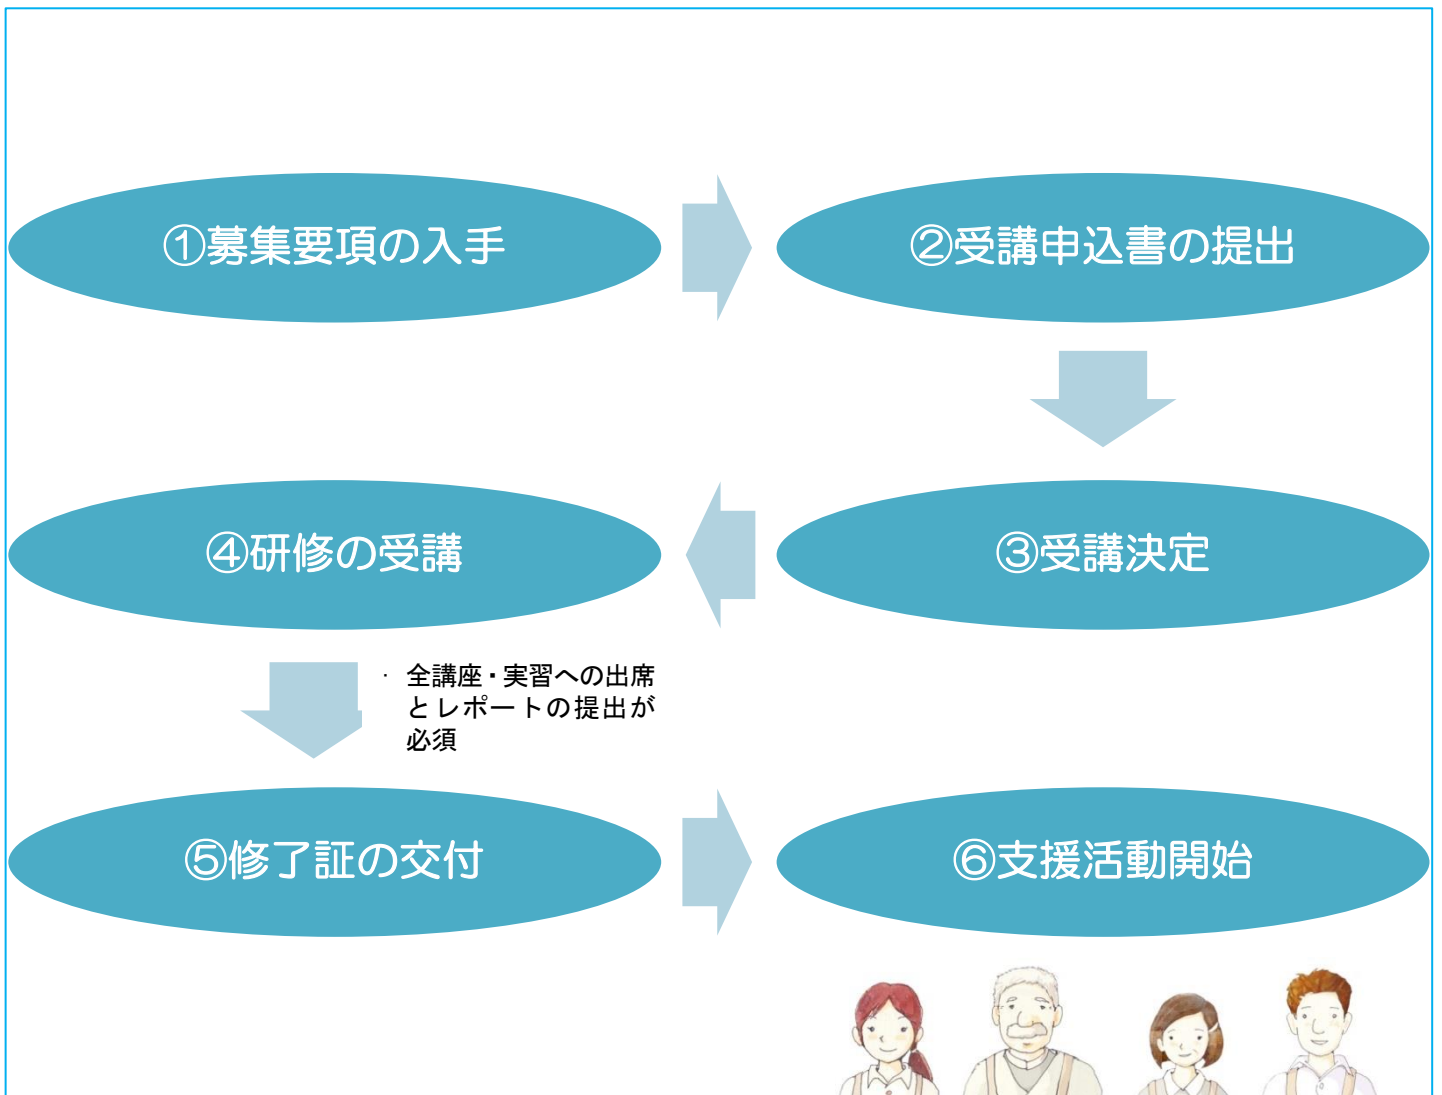 ①募集要項の入手
②受講申込書の提出
③受講決定
④研修の受講
・ 全講座・実習への出席
とレポートの提出が
必須
⑤修了証の交付
⑥支援活動開始